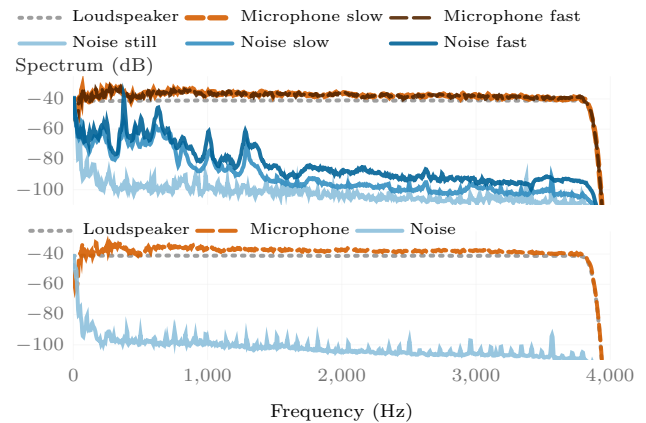 Loudspeaker Microphone slow Microphone fast
Noise still Noise slow Noise fast
Spectrum (dB)
−40
−60
−80
−100
Loudspeaker Microphone Noise
−40
−60
−80
−100
0 1,000 2,000 3,000 4,000
Frequency (Hz)